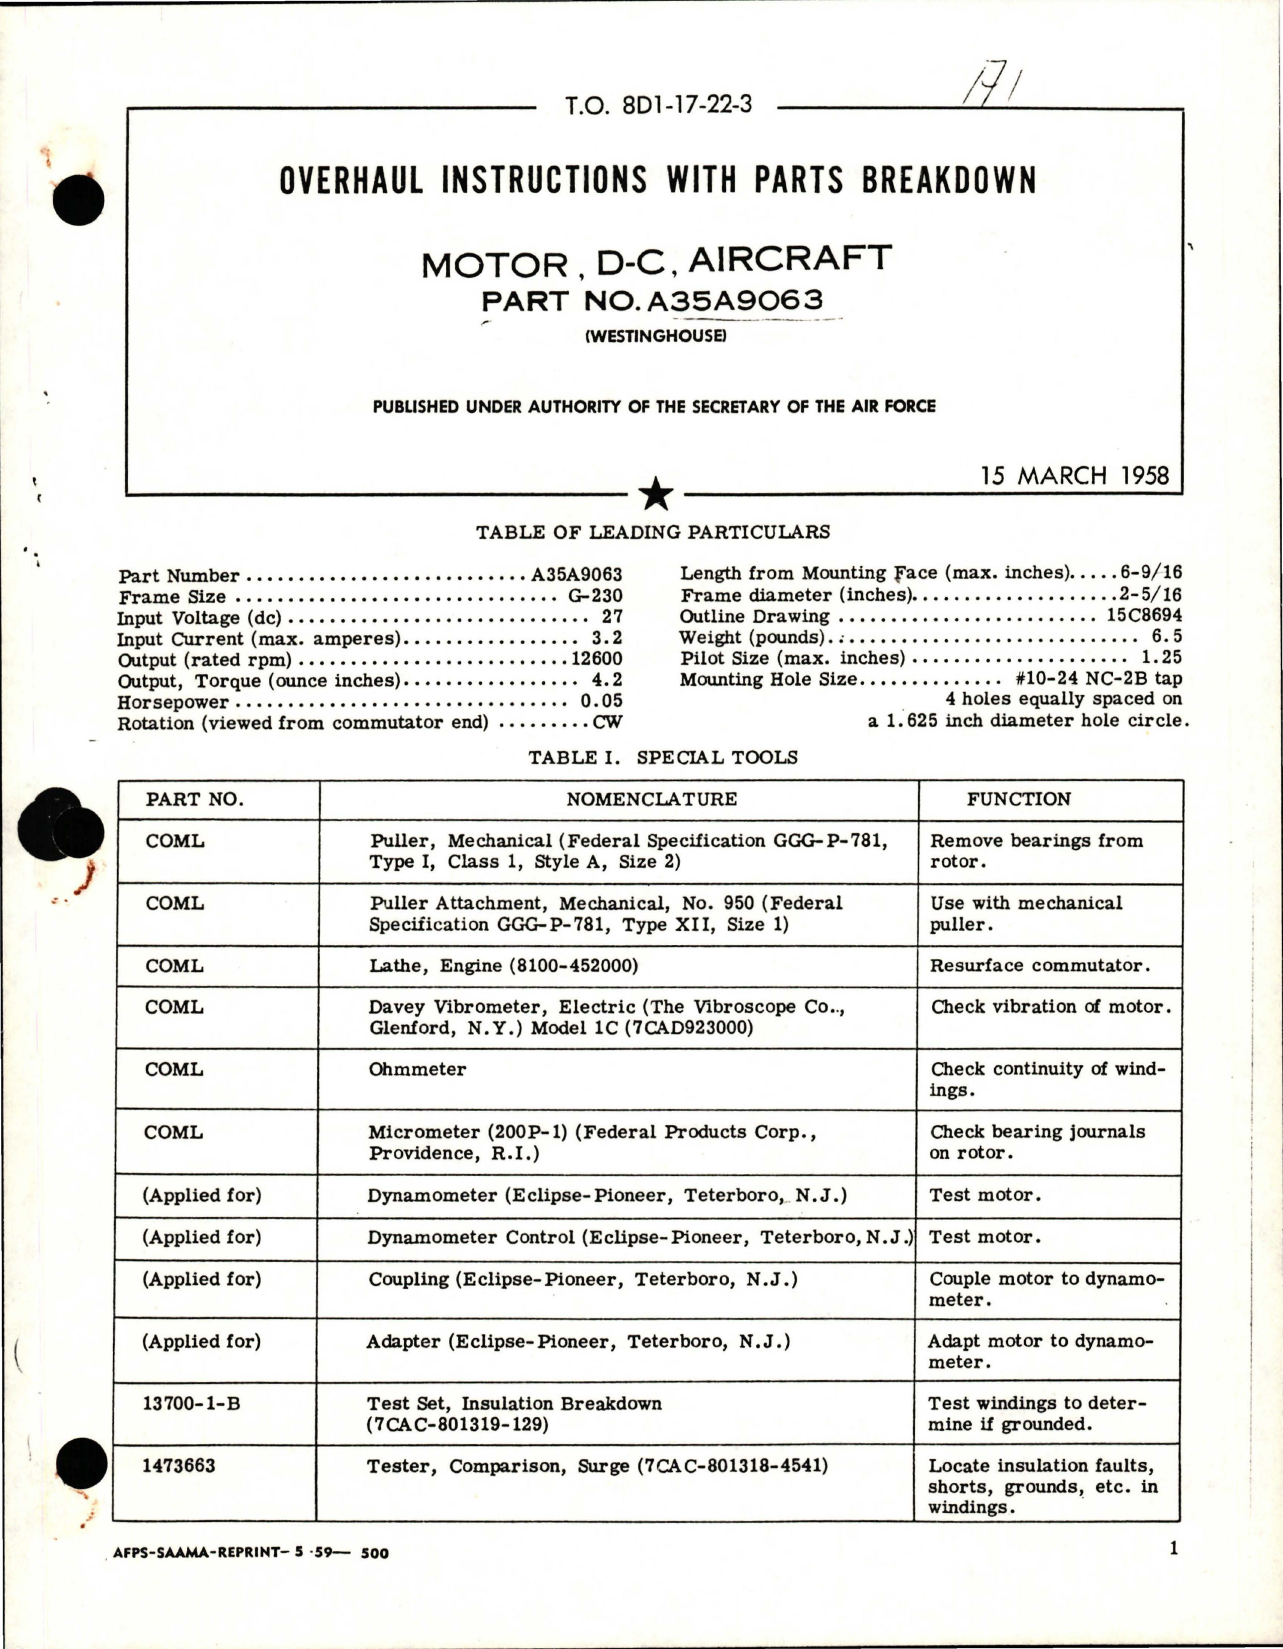 A1
T.O. 8D1-17-22-3
OVERHAUL INSTRUCTIONS WITH PARTS BREAKDOWN
MOTOR, D-C, AIRCRAFT
PART NO. A35A9063
(WESTINGHOUSE)
PUBLISHED UNDER AUTHORITY OF THE SECRETARY OF THE AIR FORCE
15 MARCH 1958
TABLE OF LEADING PARTICULARS
Part Number ........................... A35A9063
Frame Size ............................... G-230
Input Voltage (dc) ............................. 27
Input Current (max. amperes)................. 3.2
Output (rated rpm) .......................... 12600
Output, Torque (ounce inches)................. 4.2
Horsepower ................................ 0.05
Rotation (viewed from commutator end) ......... CW
Length from Mounting Face (max. inches)..... 6-9/16
Frame diameter (inches).................... 2-5/16
Outline Drawing ......................... 15C8694
Weight (pounds).............................. 6.5
Pilot Size (max. inches) ..................... 1.25
Mounting Hole Size.............. #10-24 NC-2B tap
4 holes equally spaced on
a 1.625 inch diameter hole circle.
TABLE I. SPECIAL TOOLS
PART NO. NOMENCLATURE FUNCTION
COML Puller, Mechanical (Federal Specification GGG-P-781, Remove bearings from
Type I, Class 1, Style A, Size 2) rotor.
COML Puller Attachment, Mechanical, No. 950 (Federal Use with mechanical
Specification GGG-P-781, Type XII, Size 1) puller.
COML Lathe, Engine (8100-452000) Resurface commutator.
COML Davey Vibrometer, Electric (The Vibroscope Co.., Check vibration of motor.
Glenford, N.Y.) Model 1C (7CAD923000)
COML Ohmmeter Check continuity of wind-
ings.
COML Micrometer (200P-1) (Federal Products Corp., Check bearing journals
Providence, R.I.) on rotor.
(Applied for) Dynamometer (Eclipse-Pioneer, Teterboro, N.J.) Test motor.
(Applied for) Dynamometer Control (Eclipse-Pioneer, Teterboro, N.J.) Test motor.
(Applied for) Coupling (Eclipse-Pioneer, Teterboro, N.J.) Couple motor to dynamo-
meter.
(Applied for) Adapter (Eclipse-Pioneer, Teterboro, N.J.) Adapt motor to dynamo-
meter.
13700-1-B Test Set, Insulation Breakdown Test windings to deter-
(7CAC-801319-129) mine if grounded.
1473663 Tester, Comparison, Surge (7CAC-801318-4541) Locate insulation faults,
shorts, grounds, etc. in
windings.
AFPS-SAAMA-REPRINT- 5 -59— 500
1